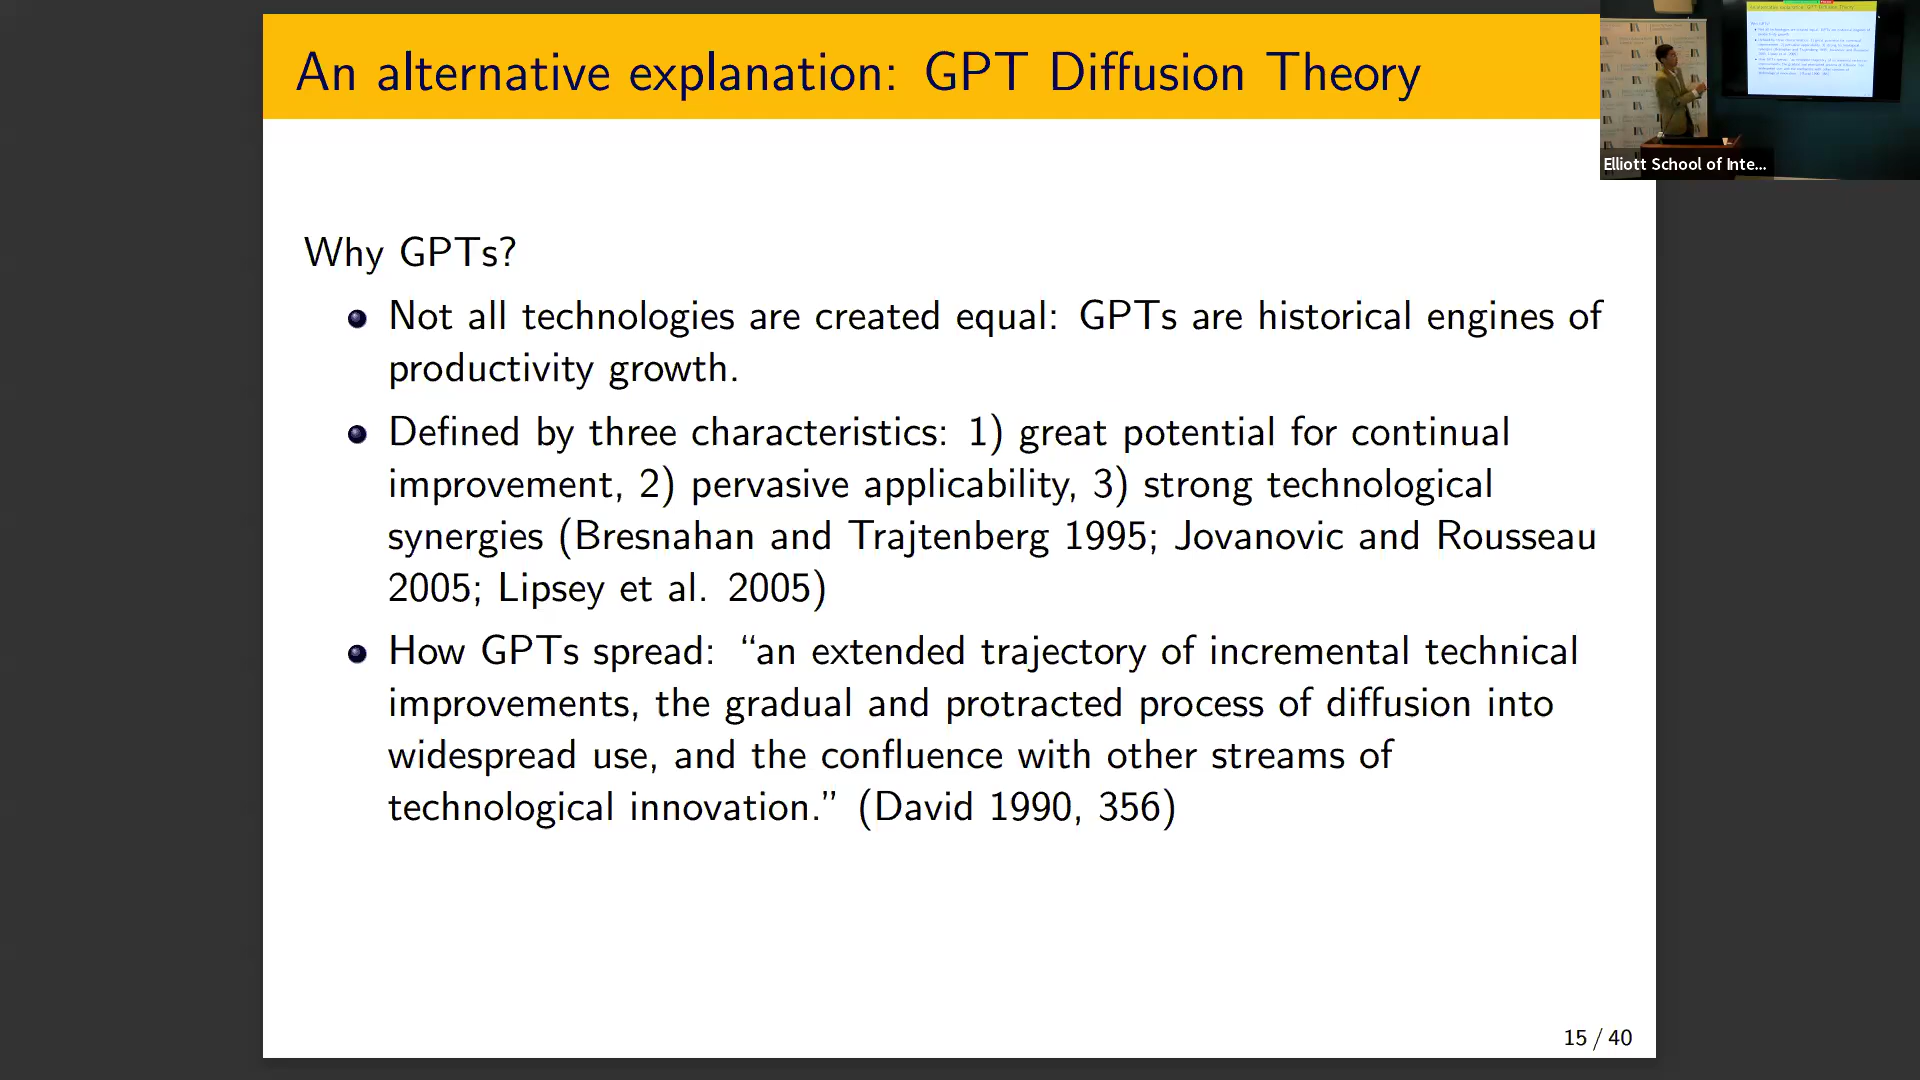 An alternative explanation: GPT Diffusion Theory
Elliott School of Inte...
Why GPTs?
Not all technologies are created equal: GPTs are historical engines of
productivity growth.
Defined by three characteristics: 1) great potential for continual
improvement, 2) pervasive applicability, 3) strong technological
synergies (Bresnahan and Trajtenberg 1995; Jovanovic and Rousseau
2005; Lipsey et al. 2005)
How GPTs spread: “an extended trajectory of incremental technical
improvements, the gradual and protracted process of diffusion into
widespread use, and the confluence with other streams of
technological innovation.” (David 1990, 356)
15 / 40